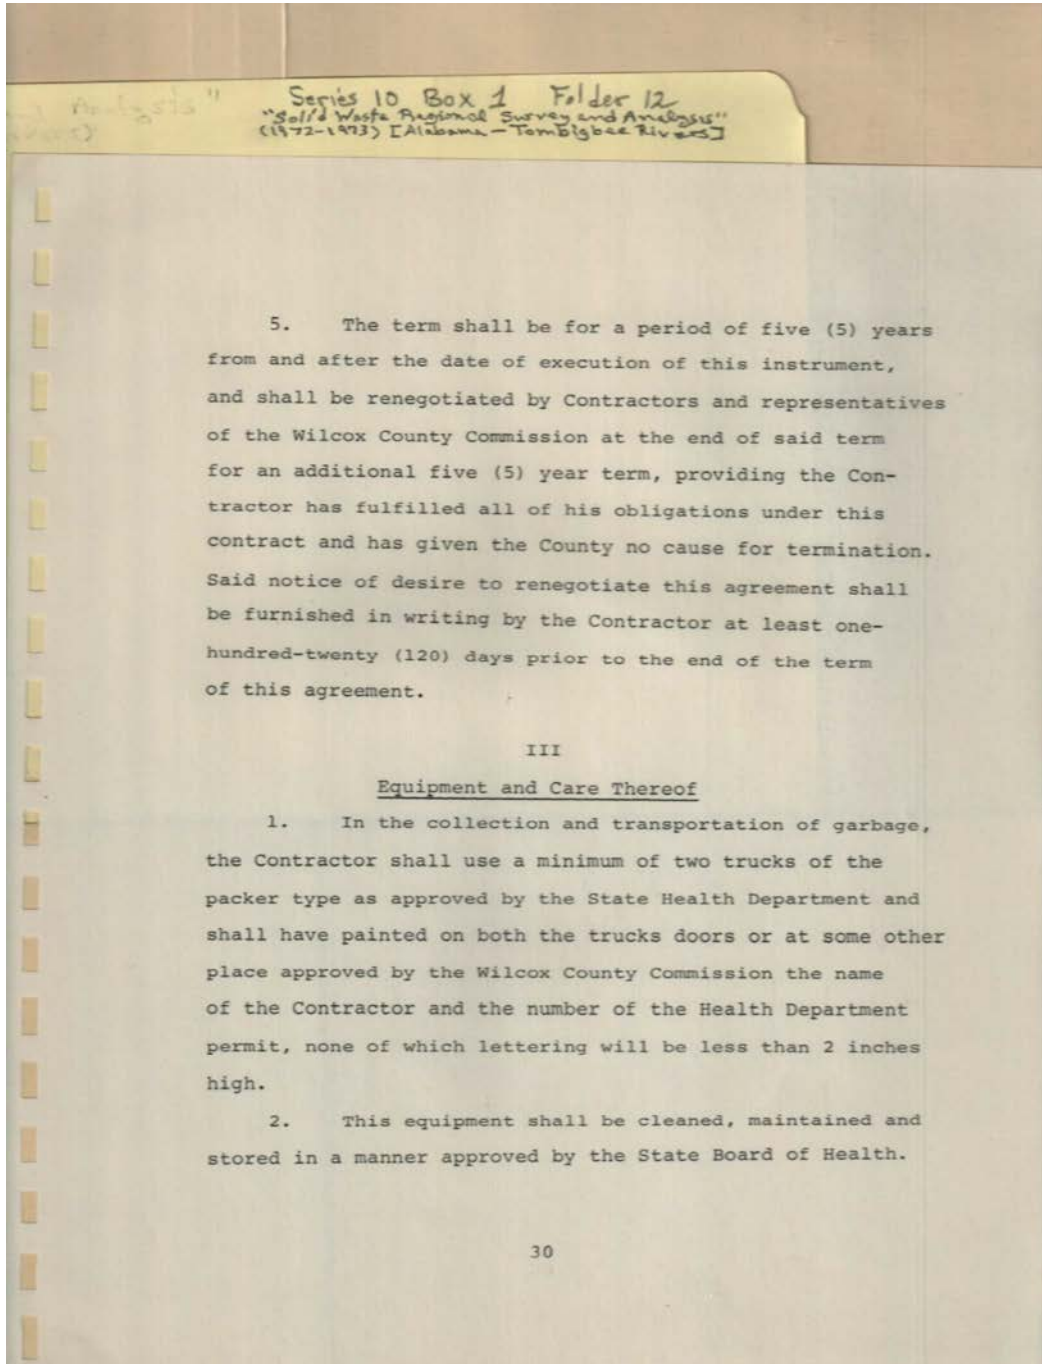 Analysis"
Series 10 Box 1 Folder 12
"Solid Waste Regional Survey and Analysis"
(1972-1973) [Alabama - Tombigbee Rivers]
5. The term shall be for a period of five (5) years
from and after the date of execution of this instrument,
and shall be renegotiated by Contractors and representatives
of the Wilcox County Commission at the end of said term
for an additional five (5) year term, providing the Con-
tractor has fulfilled all of his obligations under this
contract and has given the County no cause for termination.
Said notice of desire to renegotiate this agreement shall
be furnished in writing by the Contractor at least one-
hundred-twenty (120) days prior to the end of the term
of this agreement.
III
Equipment and Care Thereof
1. In the collection and transportation of garbage,
the Contractor shall use a minimum of two trucks of the
packer type as approved by the State Health Department and
shall have painted on both the trucks doors or at some other
place approved by the Wilcox County Commission the name
of the Contractor and the number of the Health Department
permit, none of which lettering will be less than 2 inches
high.
2. This equipment shall be cleaned, maintained and
stored in a manner approved by the State Board of Health.
30